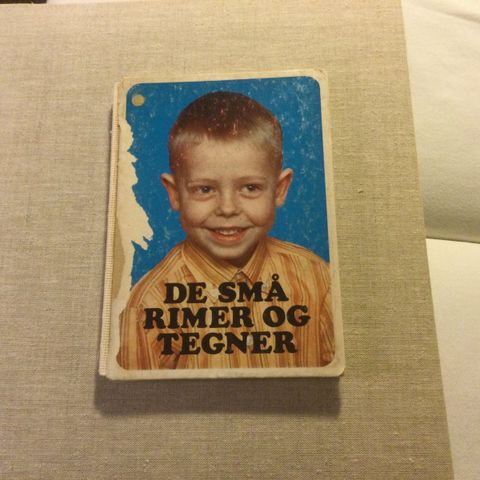 DE SMÅ
RIMER OG
TEGNER